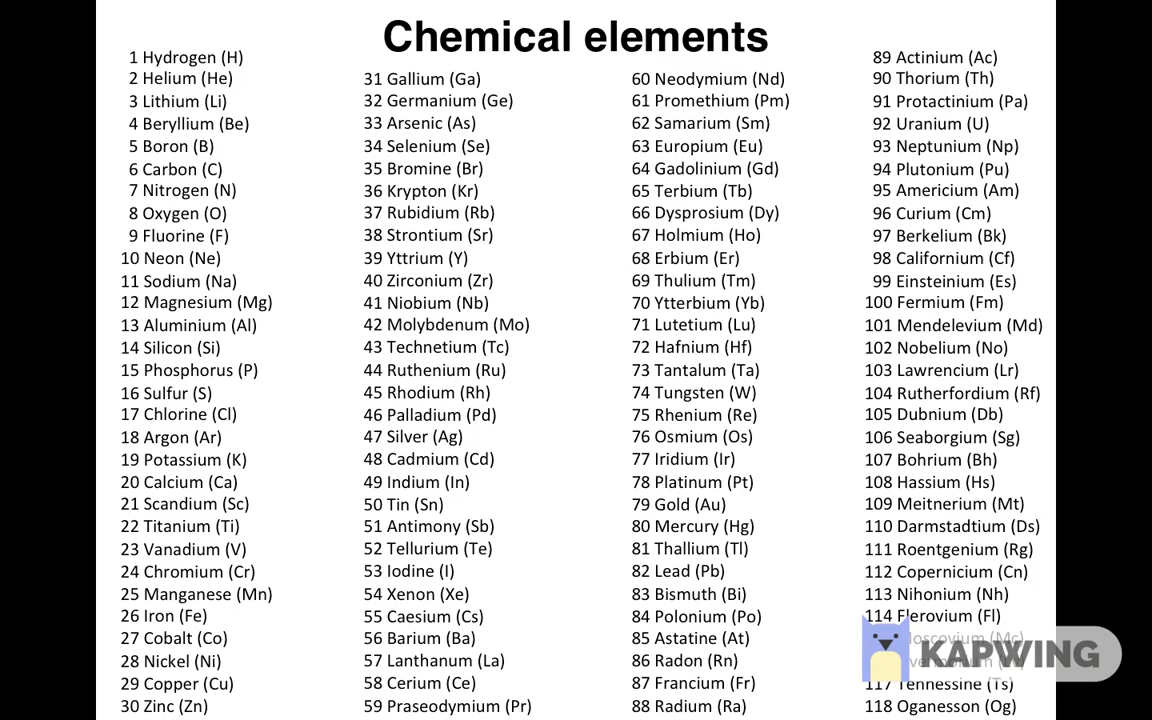 Chemical elements
1 Hydrogen (H)
2 Helium (He)
3 Lithium (Li)
4 Beryllium (Be)
5 Boron (B)
6 Carbon (C)
7 Nitrogen (N)
8 Oxygen (O)
9 Fluorine (F)
10 Neon (Ne)
11 Sodium (Na)
12 Magnesium (Mg)
13 Aluminium (Al)
14 Silicon (Si)
15 Phosphorus (P)
16 Sulfur (S)
17 Chlorine (Cl)
18 Argon (Ar)
19 Potassium (K)
20 Calcium (Ca)
21 Scandium (Sc)
22 Titanium (Ti)
23 Vanadium (V)
24 Chromium (Cr)
25 Manganese (Mn)
26 Iron (Fe)
27 Cobalt (Co)
28 Nickel (Ni)
29 Copper (Cu)
30 Zinc (Zn)
31 Gallium (Ga)
32 Germanium (Ge)
33 Arsenic (As)
34 Selenium (Se)
35 Bromine (Br)
36 Krypton (Kr)
37 Rubidium (Rb)
38 Strontium (Sr)
39 Yttrium (Y)
40 Zirconium (Zr)
41 Niobium (Nb)
42 Molybdenum (Mo)
43 Technetium (Tc)
44 Ruthenium (Ru)
45 Rhodium (Rh)
46 Palladium (Pd)
47 Silver (Ag)
48 Cadmium (Cd)
49 Indium (In)
50 Tin (Sn)
51 Antimony (Sb)
52 Tellurium (Te)
53 Iodine (I)
54 Xenon (Xe)
55 Caesium (Cs)
56 Barium (Ba)
57 Lanthanum (La)
58 Cerium (Ce)
59 Praseodymium (Pr)
60 Neodymium (Nd)
61 Promethium (Pm)
62 Samarium (Sm)
63 Europium (Eu)
64 Gadolinium (Gd)
65 Terbium (Tb)
66 Dysprosium (Dy)
67 Holmium (Ho)
68 Erbium (Er)
69 Thulium (Tm)
70 Ytterbium (Yb)
71 Lutetium (Lu)
72 Hafnium (Hf)
73 Tantalum (Ta)
74 Tungsten (W)
75 Rhenium (Re)
76 Osmium (Os)
77 Iridium (Ir)
78 Platinum (Pt)
79 Gold (Au)
80 Mercury (Hg)
81 Thallium (Tl)
82 Lead (Pb)
83 Bismuth (Bi)
84 Polonium (Po)
85 Astatine (At)
86 Radon (Rn)
87 Francium (Fr)
88 Radium (Ra)
89 Actinium (Ac)
90 Thorium (Th)
91 Protactinium (Pa)
92 Uranium (U)
93 Neptunium (Np)
94 Plutonium (Pu)
95 Americium (Am)
96 Curium (Cm)
97 Berkelium (Bk)
98 Californium (Cf)
99 Einsteinium (Es)
100 Fermium (Fm)
101 Mendelevium (Md)
102 Nobelium (No)
103 Lawrencium (Lr)
104 Rutherfordium (Rf)
105 Dubnium (Db)
106 Seaborgium (Sg)
107 Bohrium (Bh)
108 Hassium (Hs)
109 Meitnerium (Mt)
110 Darmstadtium (Ds)
111 Roentgenium (Rg)
112 Copernicium (Cn)
113 Nihonium (Nh)
114 Flerovium (Fl)
117 Tennessine (Ts)
118 Oganesson (Og)
KAPWING